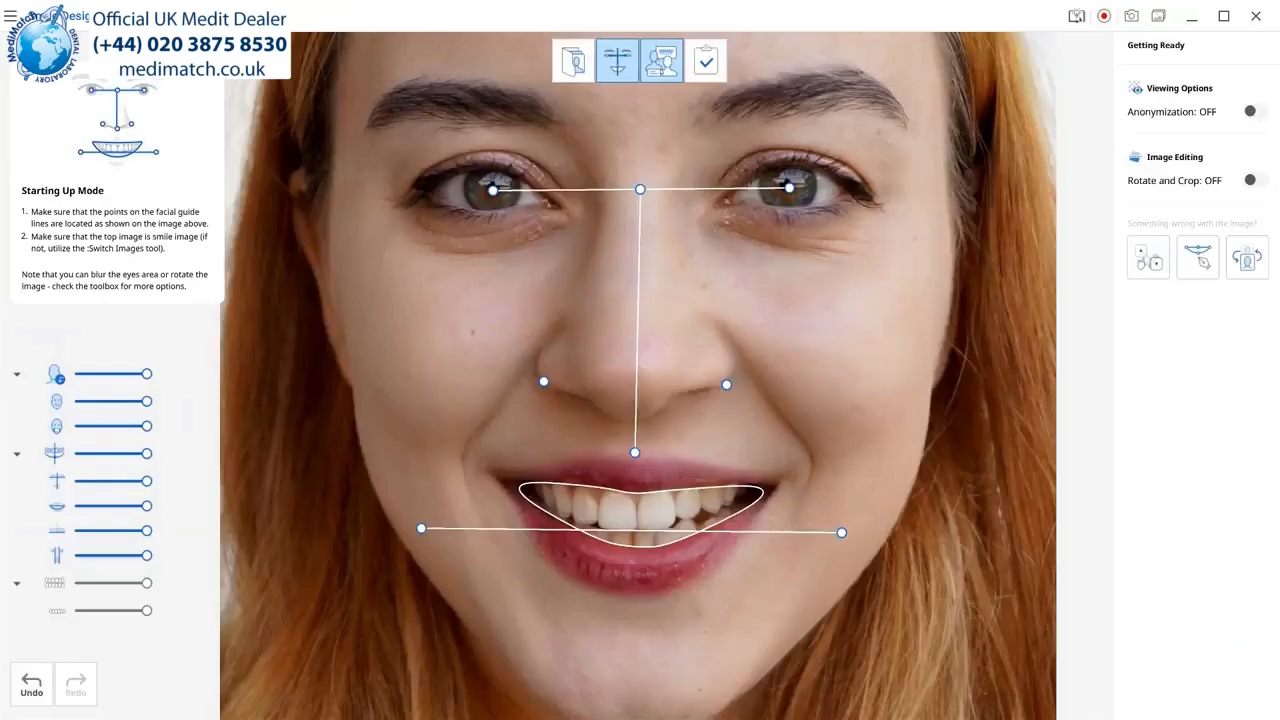 Desig
Official UK Medit Dealer
(+44) 020 3875 8530
medimatch.co.uk
MediMatch
DENTAL LABORATORY
Starting Up Mode
1. Make sure that the points on the facial guide
lines are located as shown on the image above.
2. Make sure that the top image is smile image (if
not, utilize the :Switch Images tool).
Note that you can blur the eyes area or rotate the
image - check the toolbox for more options.
Undo
Redo
Getting Ready
Viewing Options
Anonymization: OFF
Image Editing
Rotate and Crop: OFF
Something wrong with the image?